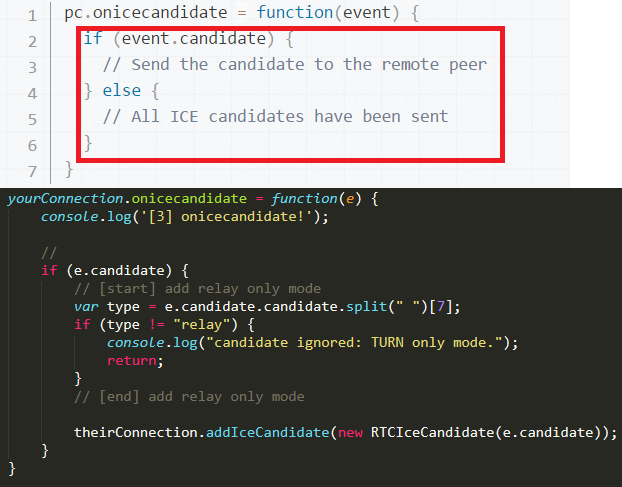 1 pc.onicecandidate = function(event) {
2 if (event.candidate) {
3 // Send the candidate to the remote peer
4 } else {
5 // All ICE candidates have been sent
6 }
7 }
yourConnection.onicecandidate = function(e) {
console.log('[3] onicecandidate!');
//
if (e.candidate) {
// [start] add relay only mode
var type = e.candidate.candidate.split(" ")[7];
if (type != "relay") {
console.log("candidate ignored: TURN only mode.");
return;
}
// [end] add relay only mode
theirConnection.addIceCandidate(new RTCIceCandidate(e.candidate));
}
}